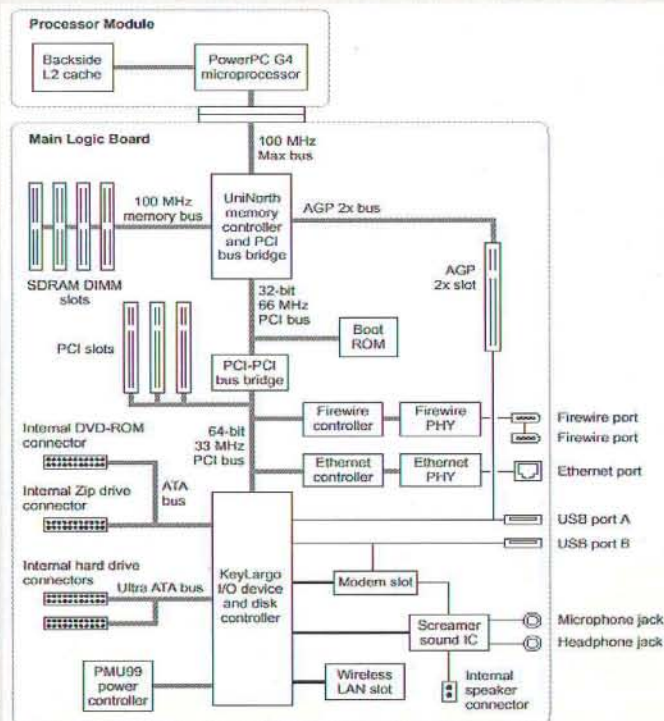 Processor Module
Backside
L2 cache
PowerPC G4
microprocessor
Main Logic Board
100 MHz
Max bus
100 MHz
memory bus
UniNorth
memory
controller
and PCI
bus bridge
AGP 2x bus
SDRAM DIMM
slots
AGP
2x slot
32-bit
66 MHz
PCI bus
Boot
ROM
PCI slots
PCI-PCI
bus bridge
64-bit
33 MHz
PCI bus
Firewire
controller
Firewire
PHY
Firewire port
Firewire port
Internal DVD-ROM
connector
Ethernet
controller
Ethernet
PHY
Ethernet port
ATA
bus
Internal Zip drive
connector
USB port A
USB port B
KeyLargo
I/O device
and disk
controller
Internal hard drive
connectors
Ultra ATA bus
Modem slot
Screamer
sound IC
Microphone jack
Headphone jack
PMU99
power
controller
Wireless
LAN slot
Internal
speaker
connector